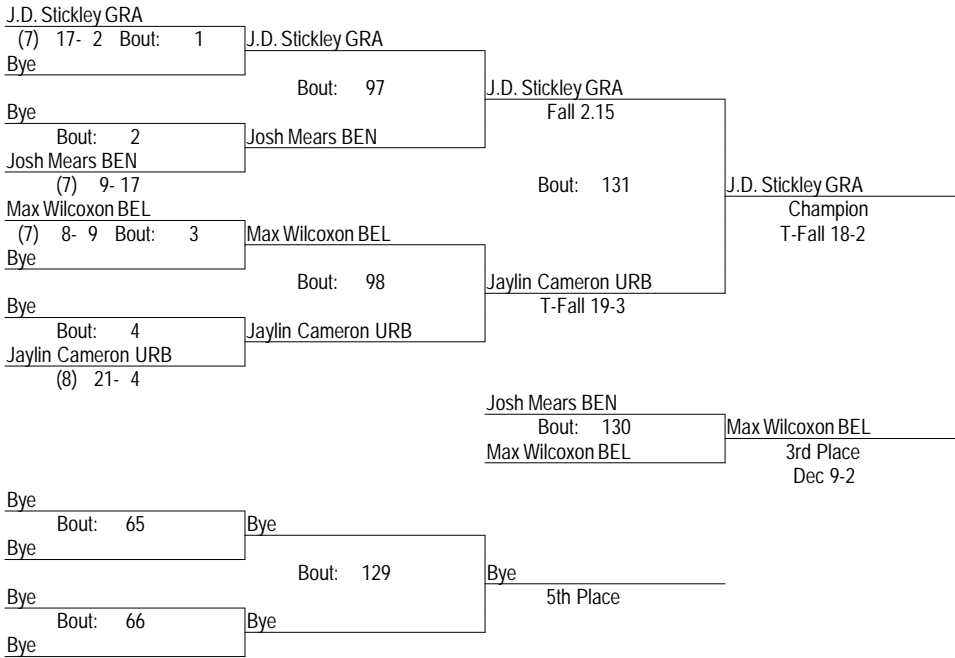 J.D. Stickley GRA
(7) 17- 2 Bout: 1
J.D. Stickley GRA
Bye
Bout: 97
J.D. Stickley GRA
Bye
Fall 2.15
Bout: 2
Josh Mears BEN
Josh Mears BEN
(7) 9- 17
Bout: 131
J.D. Stickley GRA
Max Wilcoxon BEL
Champion
(7) 8- 9 Bout: 3
Max Wilcoxon BEL
T-Fall 18-2
Bye
Bout: 98
Jaylin Cameron URB
Bye
T-Fall 19-3
Bout: 4
Jaylin Cameron URB
Jaylin Cameron URB
(8) 21- 4
Josh Mears BEN
Bout: 130
Max Wilcoxon BEL
Max Wilcoxon BEL
3rd Place
Dec 9-2
Bye
Bout: 65
Bye
Bye
Bout: 129
Bye
Bye
5th Place
Bout: 66
Bye
Bye